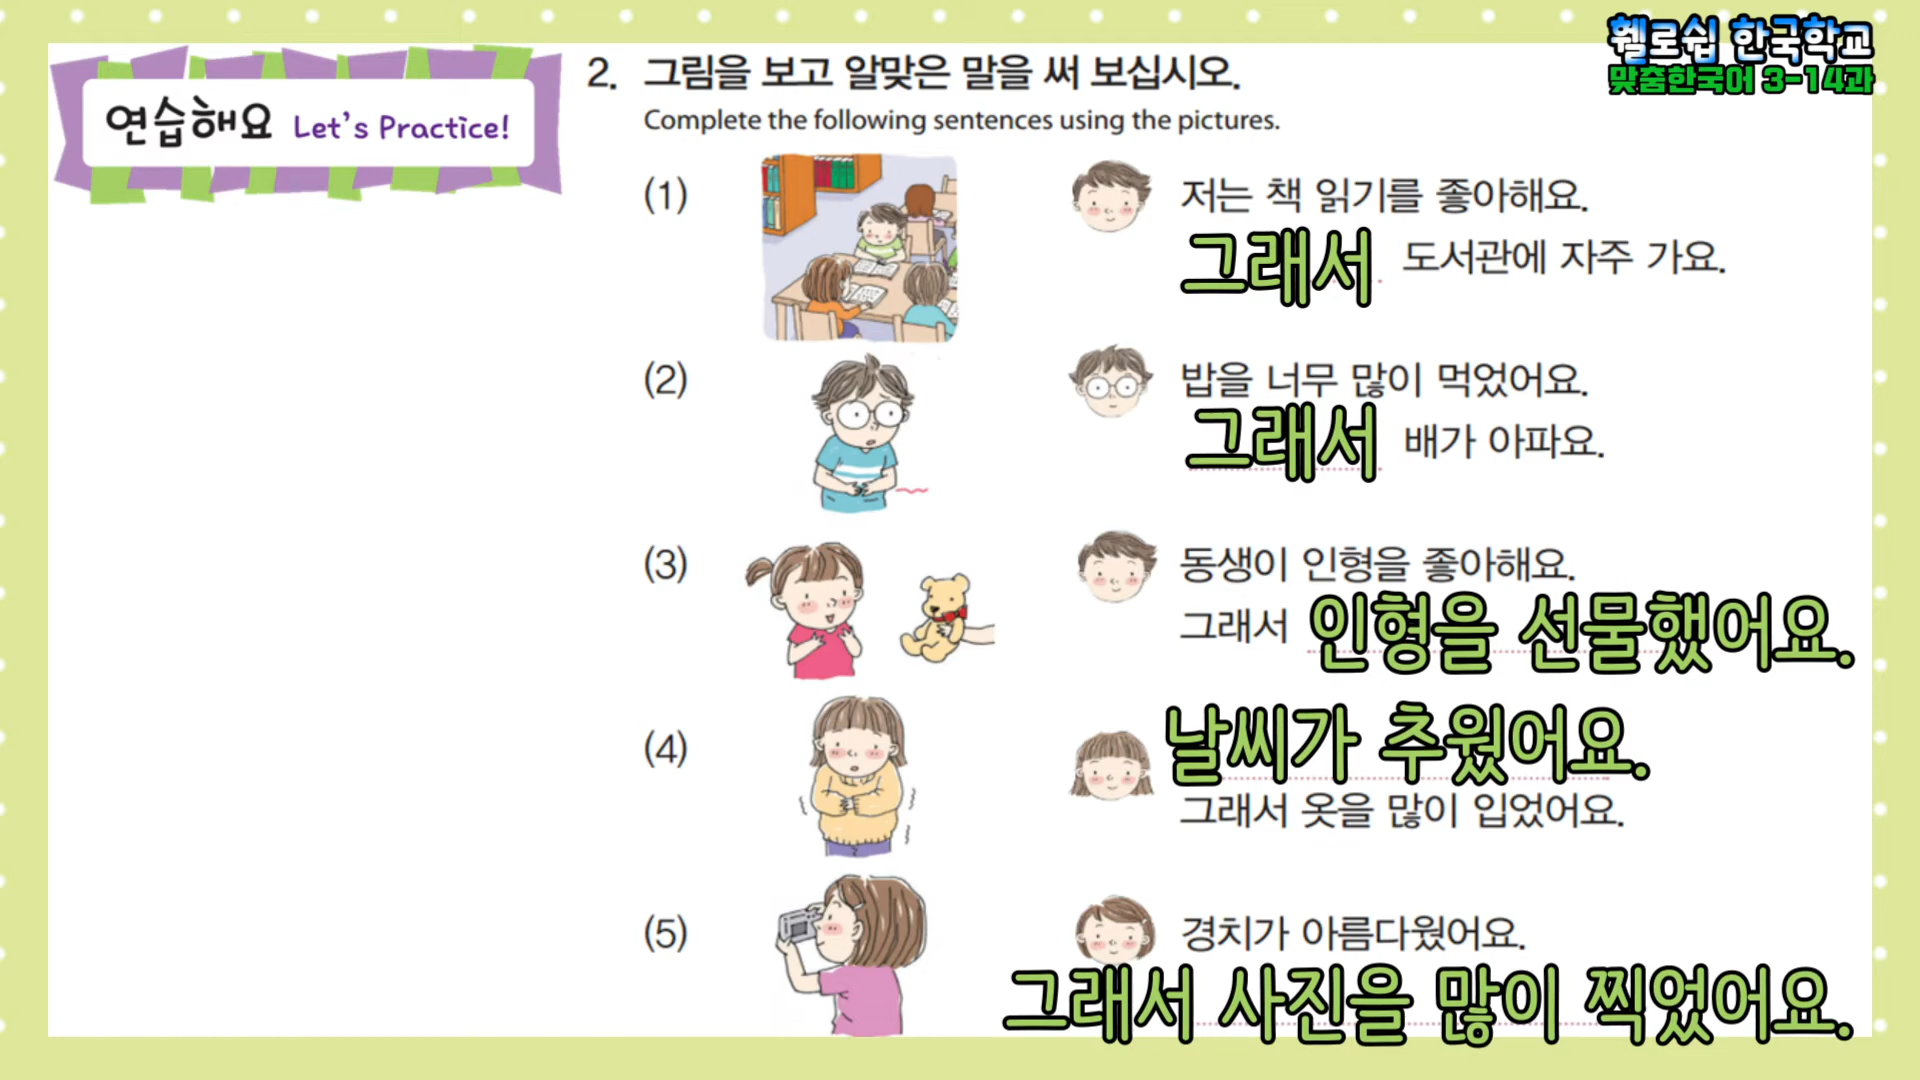 연습해요 Let's Practice!
헬로쉽 한국학교
맞춤한국어 3-14과
2. 그림을 보고 알맞은 말을 써 보십시오.
Complete the following sentences using the pictures.
(1) 저는 책 읽기를 좋아해요.
그래서 도서관에 자주 가요.
(2) 밥을 너무 많이 먹었어요.
그래서 배가 아파요.
(3) 동생이 인형을 좋아해요.
그래서 인형을 선물했어요.
(4) 날씨가 추웠어요.
그래서 옷을 많이 입었어요.
(5) 경치가 아름다웠어요.
그래서 사진을 많이 찍었어요.